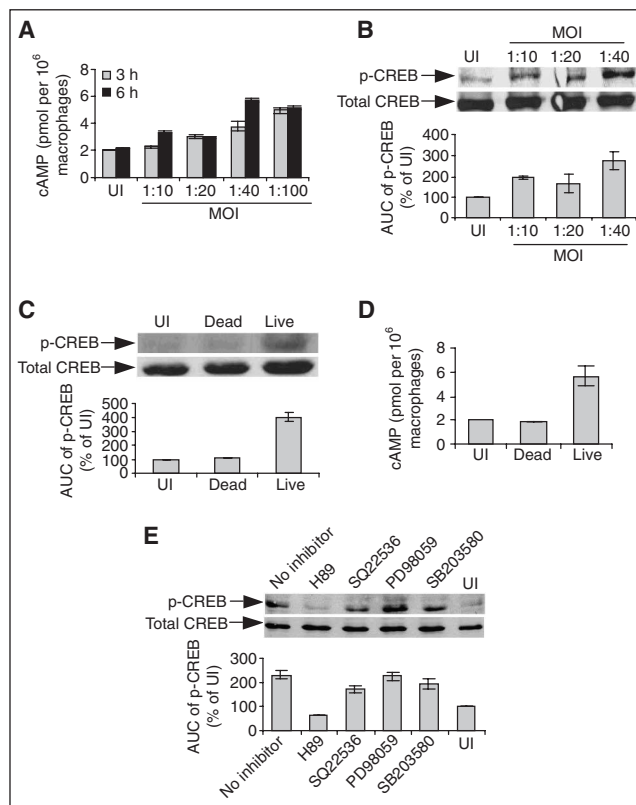 A
cAMP (pmol per 10⁶
macrophages)
8
6
4
2
0
3 h
6 h
UI
1:10
1:20
1:40
1:100
MOI
B
MOI
UI
1:10
1:20
1:40
p-CREB
Total CREB
AUC of p-CREB
(% of UI)
400
300
200
100
0
UI
1:10
1:20
1:40
MOI
C
UI
Dead
Live
p-CREB
Total CREB
AUC of p-CREB
(% of UI)
500
400
300
200
100
0
UI
Dead
Live
D
cAMP (pmol per 10⁶
macrophages)
8
6
4
2
0
UI
Dead
Live
E
No inhibitor
H89
SQ22536
PD98059
SB203580
UI
p-CREB
Total CREB
AUC of p-CREB
(% of UI)
300
200
100
0
No inhibitor
H89
SQ22536
PD98059
SB203580
UI